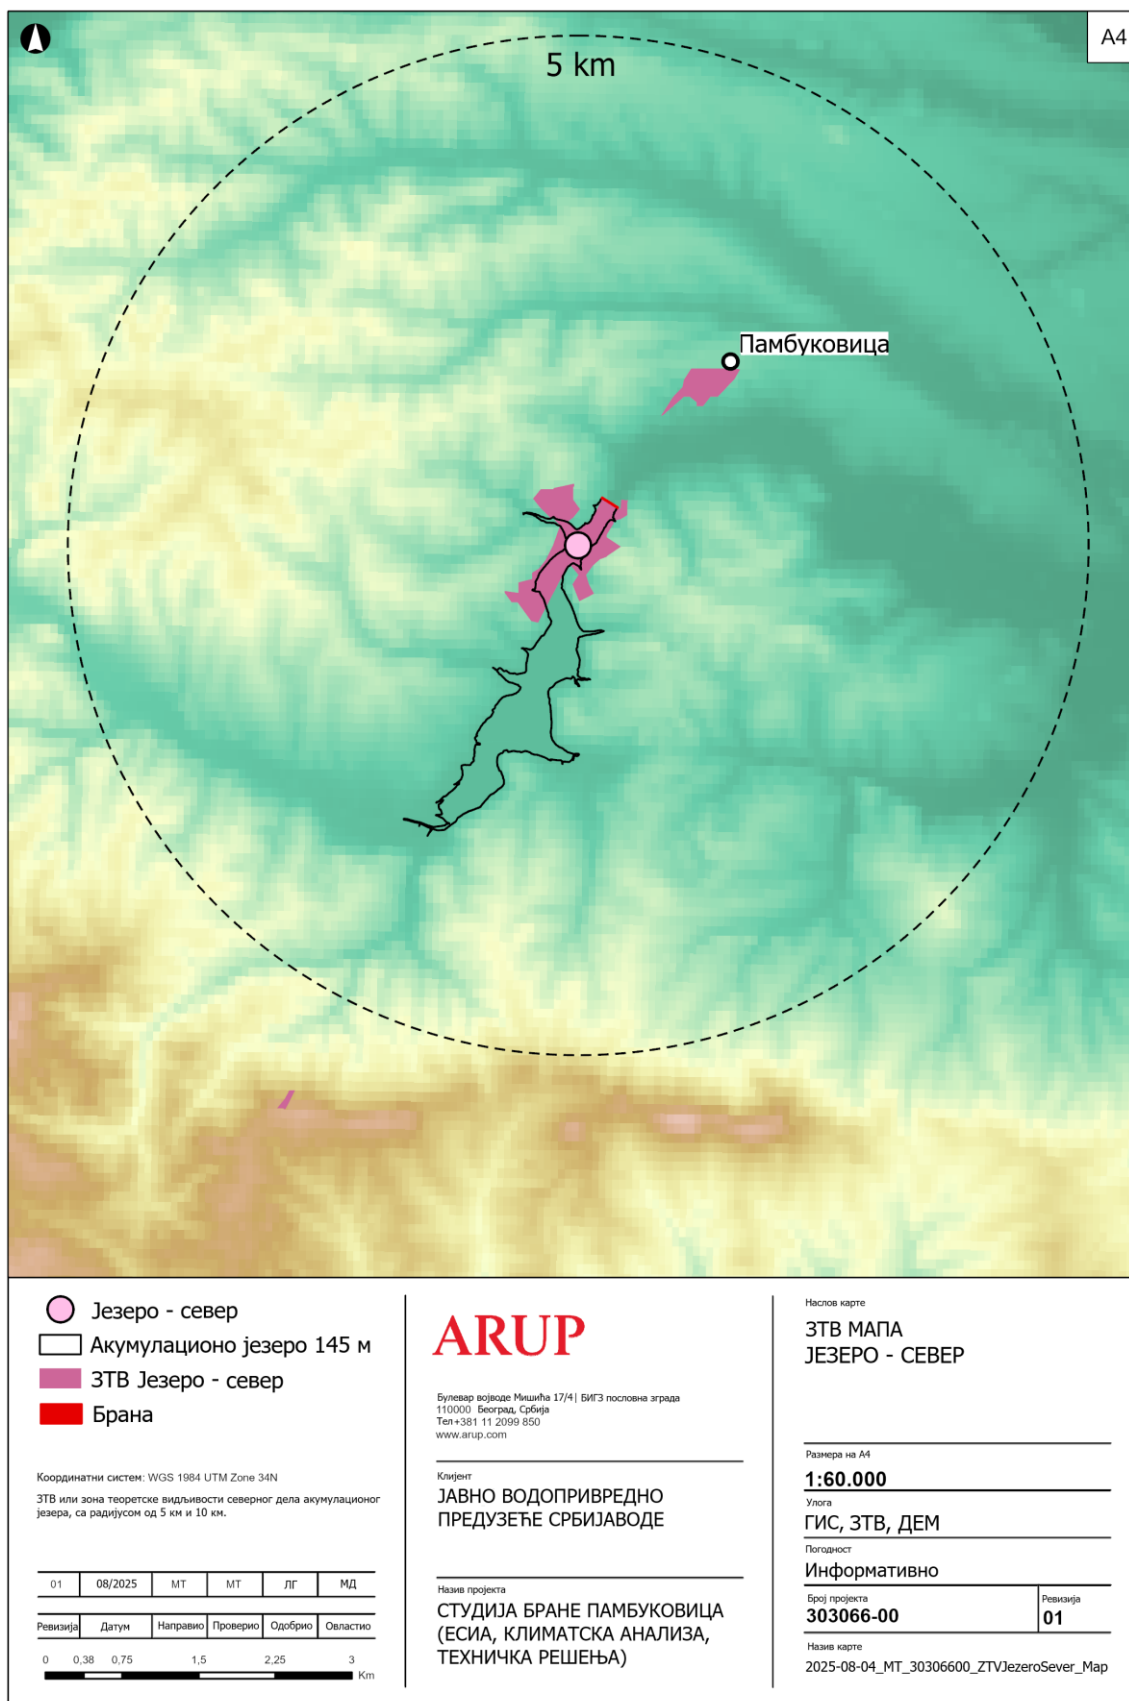 A4
5 km
Памбуковица
Језеро - север
Акумулационо језеро 145 м
ЗТВ Језеро - север
Брана
Координатни систем: WGS 1984 UTM Zone 34N
ЗТВ или зона теоретске видљивости северног дела акумулационог
језера, са радијусом од 5 км и 10 км.
01 08/2025 МТ МТ ЛГ МД
Ревизија Датум Направио Проверио Одобрио Овластио
0 0,38 0,75 1,5 2,25 3
Km
ARUP
Булевар војводе Мишића 17/4| БИГЗ пословна зграда
110000 Београд, Србија
Тел+381 11 2099 850
www.arup.com
Клијент
ЈАВНО ВОДОПРИВРЕДНО
ПРЕДУЗЕЋЕ СРБИЈАВОДЕ
Назив пројекта
СТУДИЈА БРАНЕ ПАМБУКОВИЦА
(ЕСИА, КЛИМАТСКА АНАЛИЗА,
ТЕХНИЧКА РЕШЕЊА)
Наслов карте
ЗТВ МАПА
ЈЕЗЕРО - СЕВЕР
Размера на А4
1:60.000
Улога
ГИС, ЗТВ, ДЕМ
Погодност
Информативно
Број пројекта
303066-00
Ревизија
01
Назив карте
2025-08-04_MT_30306600_ZTVJezeroSever_Map